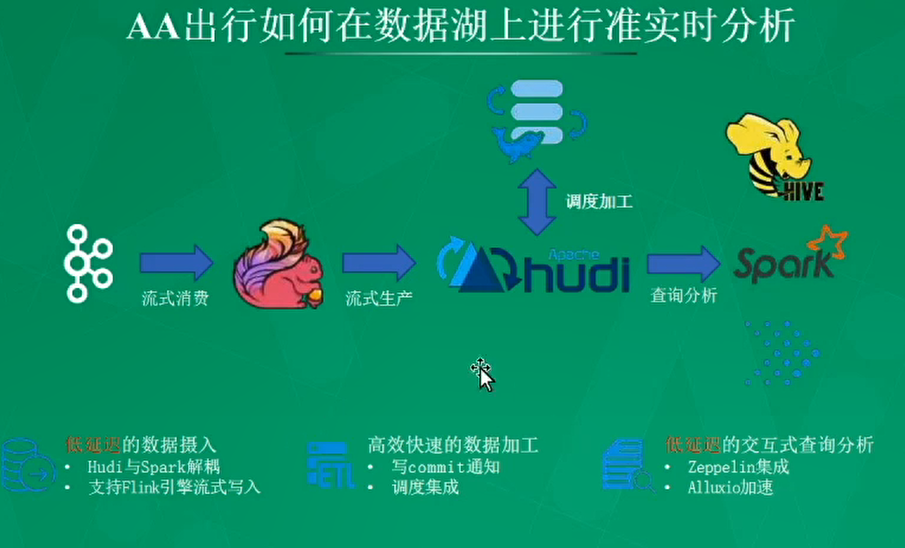 AA出行如何在数据湖上进行准实时分析
调度加工
HIVE
流式消费
流式生产
Apache
hudi
查询分析
Spark
低延迟的数据摄入
• Hudi与Spark解耦
• 支持Flink引擎流式写入
ETL
高效快速的数据加工
• 写commit通知
• 调度集成
低延迟的交互式查询分析
• Zeppelin集成
• Alluxio加速